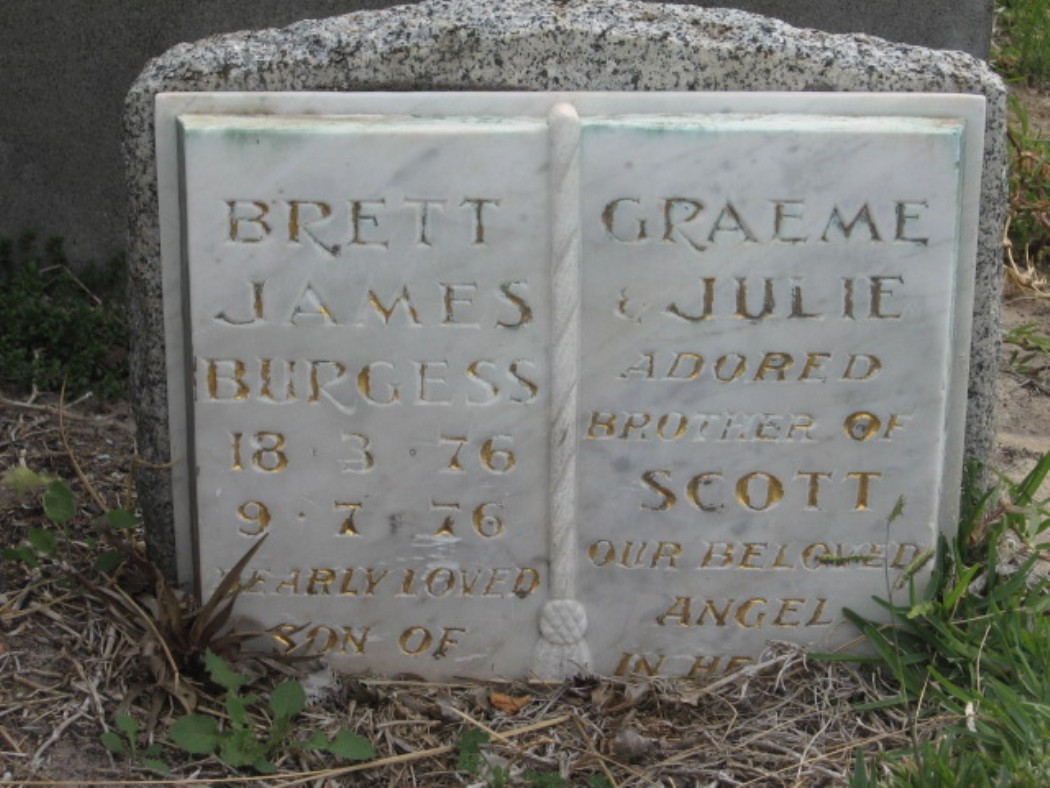 BRETT
JAMES
BURGESS
18 · 3 · 76
9 · 7 · 76
DEARLY LOVED
SON OF
GRAEME
& JULIE
ADORED
BROTHER OF
SCOTT
OUR BELOVED
ANGEL
IN